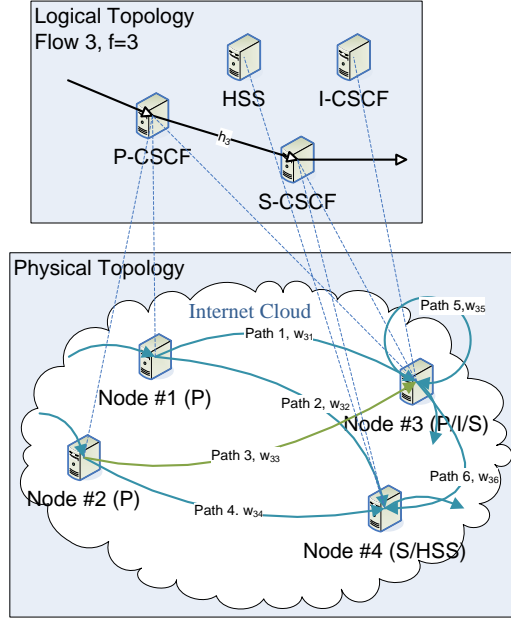 Logical Topology
Flow 3, f=3
HSS
I-CSCF
P-CSCF
h₃
S-CSCF
Physical Topology
Internet Cloud
Path 5,w₃₅
Path 1, w₃₁
Node #1 (P)
Path 2, w₃₂
Node #3 (P/I/S)
Path 3, w₃₃
Path 6, w₃₆
Node #2 (P)
Path 4. w₃₄
Node #4 (S/HSS)